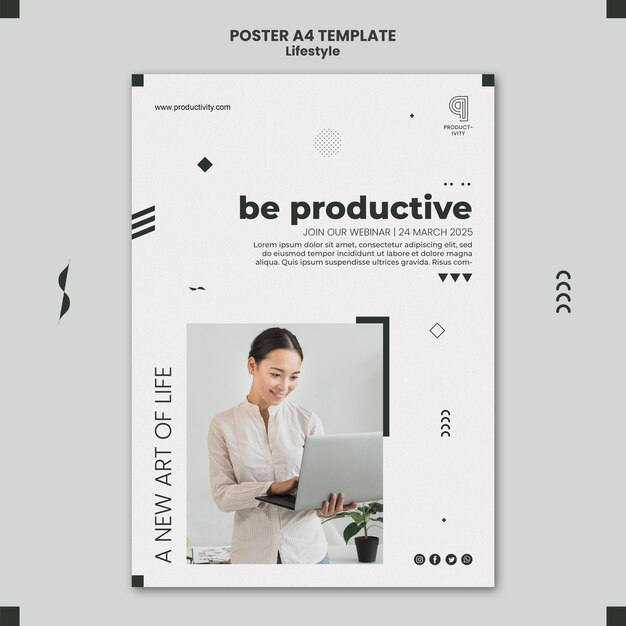 POSTER A4 TEMPLATE
Lifestyle
www.productivity.com
PRODUCT-
IVITY
be productive
JOIN OUR WEBINAR | 24 MARCH 2025
Lorem ipsum dolor sit amet, consectetur adipiscing elit, sed
do eiusmod tempor incididunt ut labore et dolore magna
aliqua. Quis ipsum suspendisse ultrices gravida. Risus com-
A NEW ART OF LIFE